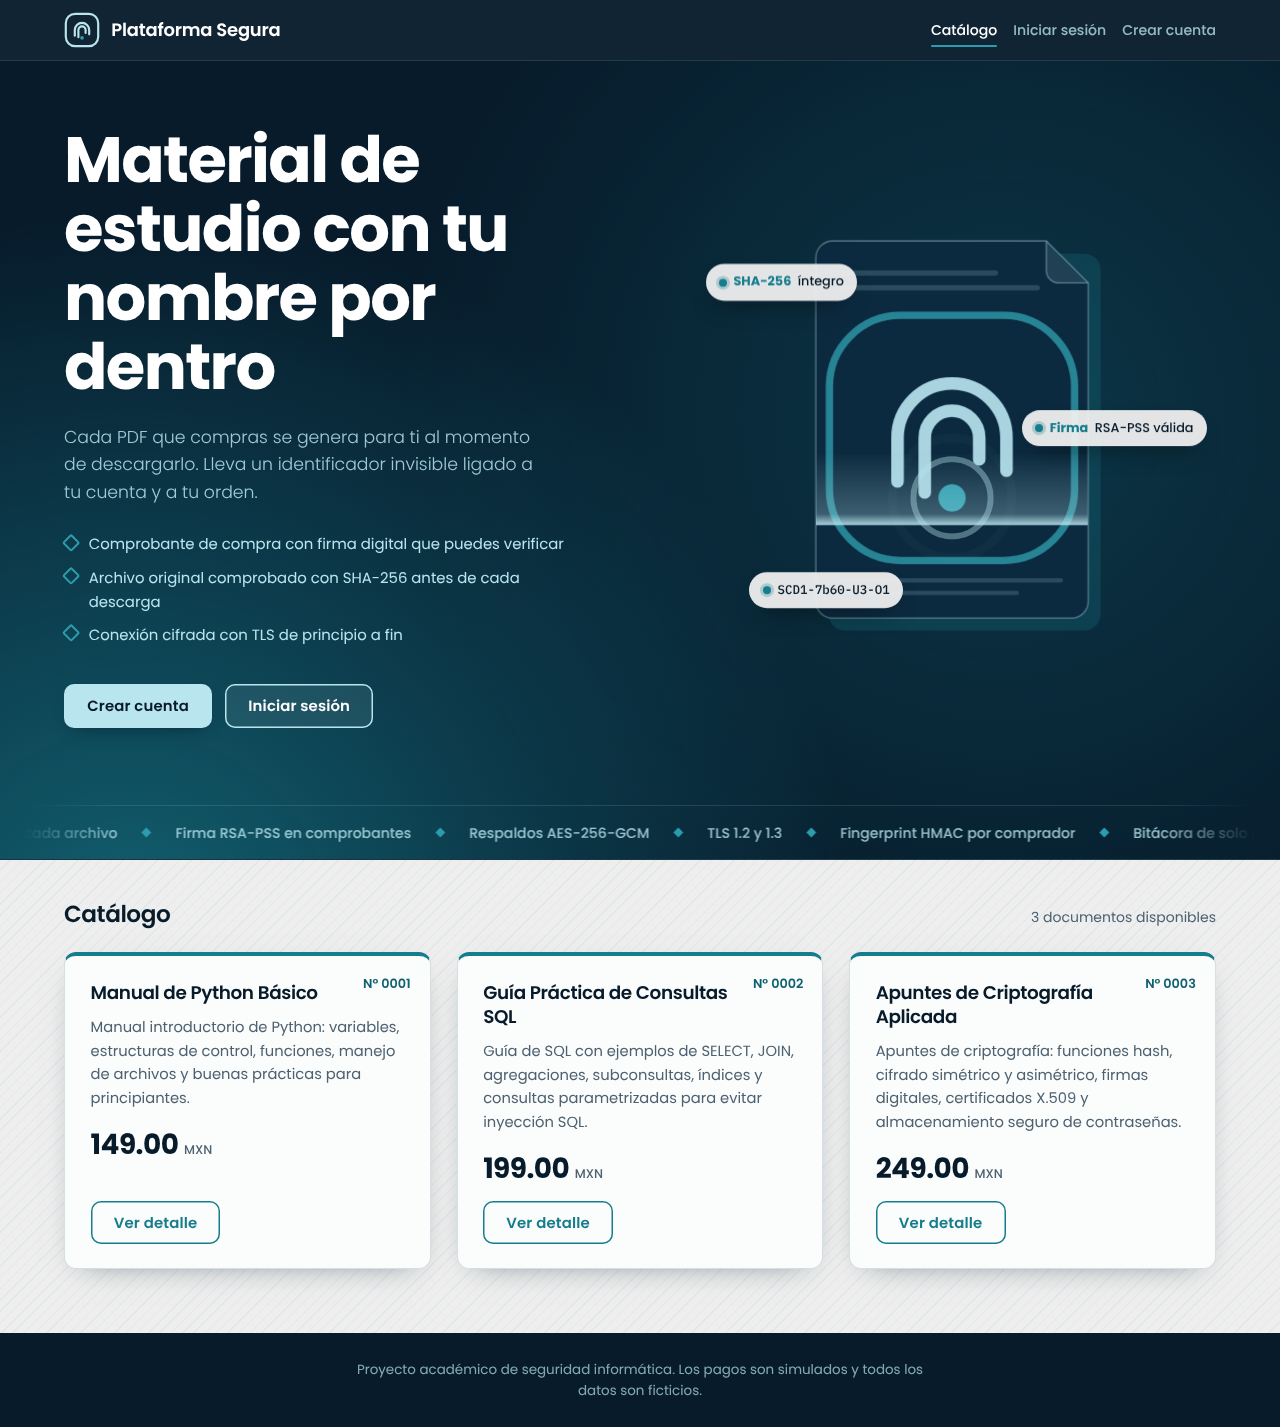 Plataforma Segura
Catálogo
Iniciar sesión
Crear cuenta
Material de
estudio con tu
nombre por
dentro
Cada PDF que compras se genera para ti al momento
de descargarlo. Lleva un identificador invisible ligado a
tu cuenta y a tu orden.
Comprobante de compra con firma digital que puedes verificar
Archivo original comprobado con SHA-256 antes de cada
descarga
Conexión cifrada con TLS de principio a fin
Crear cuenta
Iniciar sesión
SHA-256 íntegro
Firma RSA-PSS válida
SCD1-7b60-U3-O1
cada archivo
Firma RSA-PSS en comprobantes
Respaldos AES-256-GCM
TLS 1.2 y 1.3
Fingerprint HMAC por comprador
Bitácora de solo
Catálogo
3 documentos disponibles
Manual de Python Básico
Nº 0001
Manual introductorio de Python: variables,
estructuras de control, funciones, manejo
de archivos y buenas prácticas para
principiantes.
149.00 MXN
Ver detalle
Guía Práctica de Consultas
SQL
Nº 0002
Guía de SQL con ejemplos de SELECT, JOIN,
agregaciones, subconsultas, índices y
consultas parametrizadas para evitar
inyección SQL.
199.00 MXN
Ver detalle
Apuntes de Criptografía
Aplicada
Nº 0003
Apuntes de criptografía: funciones hash,
cifrado simétrico y asimétrico, firmas
digitales, certificados X.509 y
almacenamiento seguro de contraseñas.
249.00 MXN
Ver detalle
Proyecto académico de seguridad informática. Los pagos son simulados y todos los
datos son ficticios.